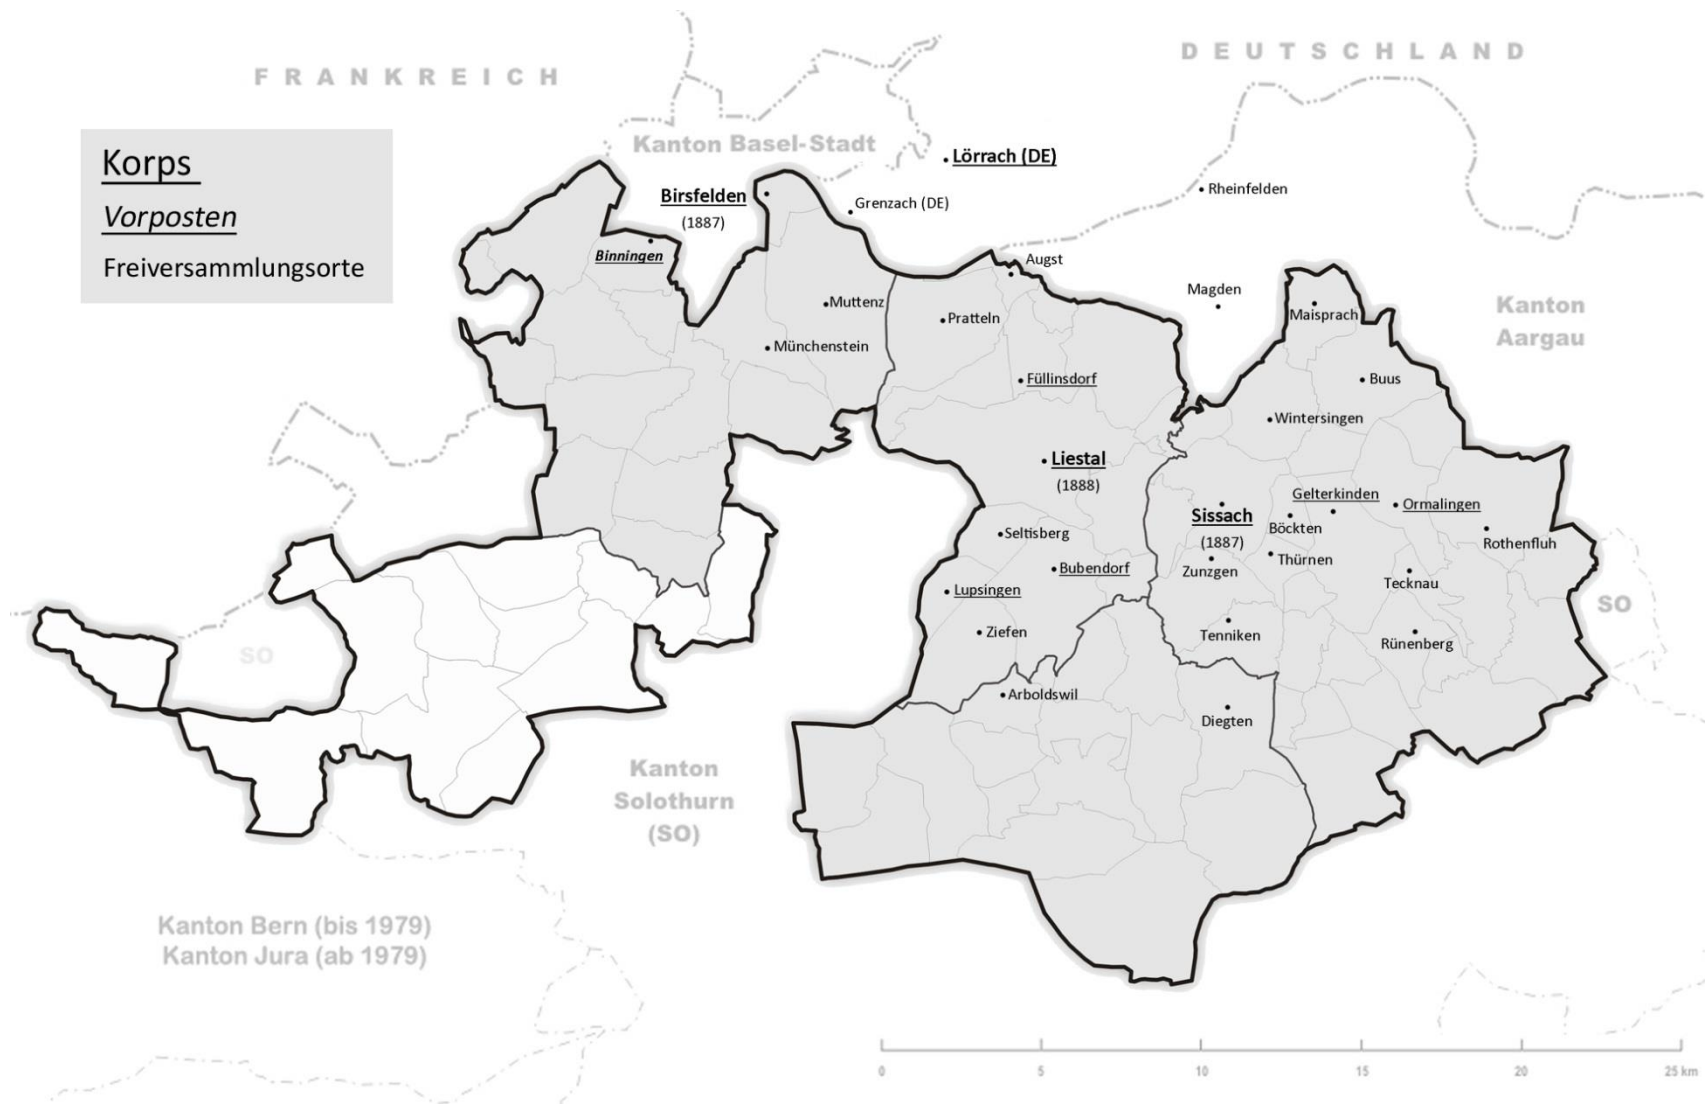 FRANKREICH
DEUTSCHLAND
Kanton Basel-Stadt
Korps
Vorposten
Freiversammlungsorte
Lörrach (DE)
Birsfelden
(1887)
Grenzach (DE)
Rheinfelden
Binningen
Augst
Magden
Muttenz
Pratteln
Maisprach
Kanton
Aargau
Münchenstein
Füllinsdorf
Buus
Wintersingen
Liestal
(1888)
Gelterkinden
Ormalingen
Sissach
(1887)
Böckten
Seltisberg
Rothenfluh
Thürnen
Zunzgen
Bubendorf
Tecknau
Lupsingen
SO
Ziefen
Tenniken
Rünenberg
SO
Arboldswil
Diegten
Kanton
Solothurn
(SO)
Kanton Bern (bis 1979)
Kanton Jura (ab 1979)
0 5 10 15 20 25 km